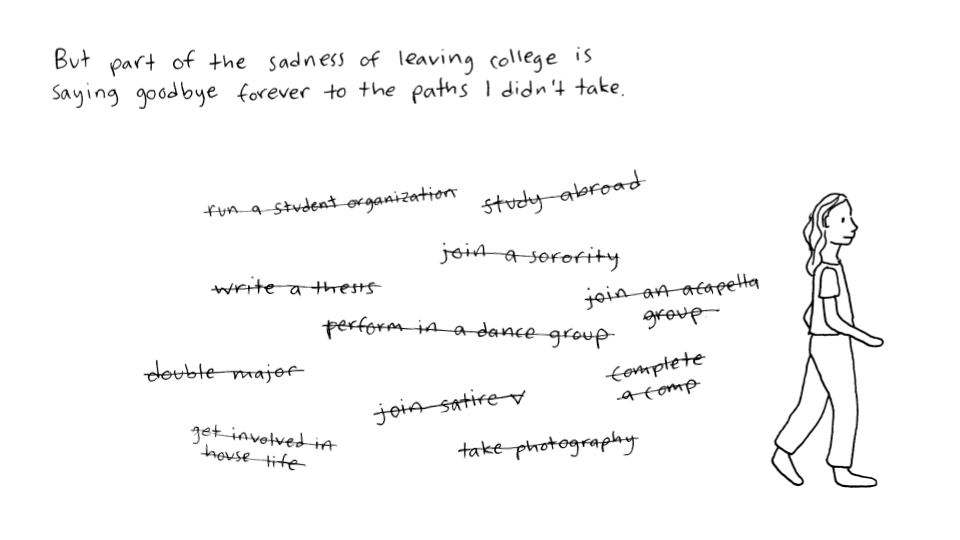 But part of the sadness of leaving college is
saying goodbye forever to the paths I didn't take.
run a student organization
study abroad
join a sorority
write a thesis
join an acapella
group
perform in a dance group
double major
complete
a comp
join satire v
get involved in
house life
take photography